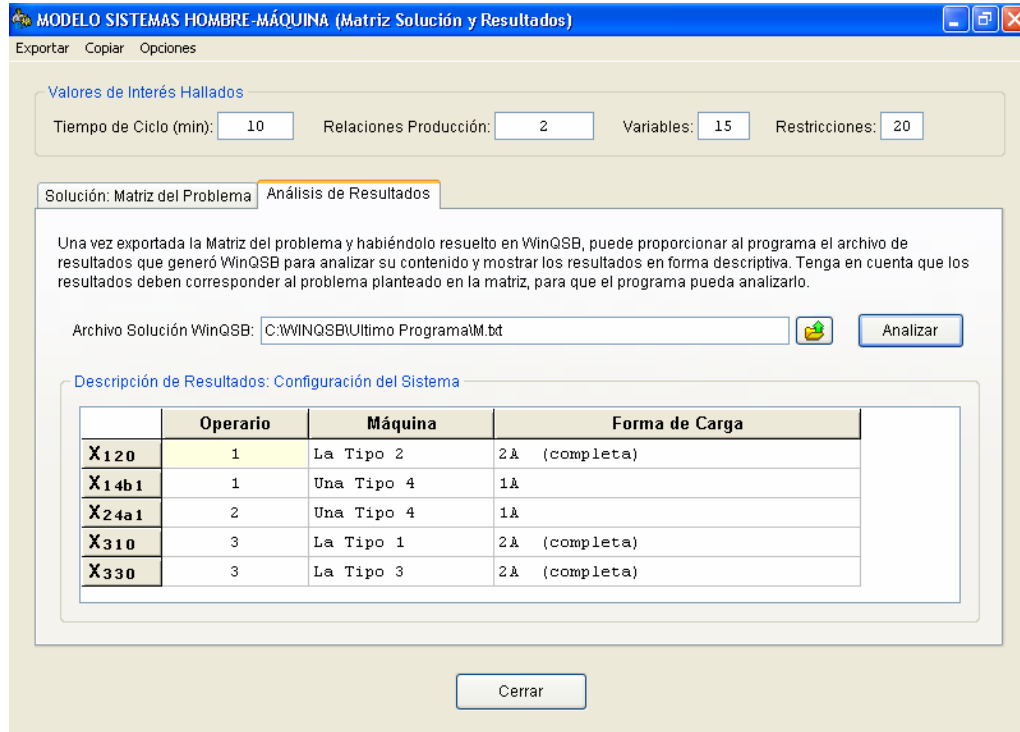 MODELO SISTEMAS HOMBRE-MÁQUINA (Matriz Solución y Resultados)
Exportar Copiar Opciones
Valores de Interés Hallados
Tiempo de Ciclo (min): 10 Relaciones Producción: 2 Variables: 15 Restricciones: 20
Solución: Matriz del Problema Análisis de Resultados
Una vez exportada la Matriz del problema y habiéndolo resuelto en WinQSB, puede proporcionar al programa el archivo de
resultados que generó WinQSB para analizar su contenido y mostrar los resultados en forma descriptiva. Tenga en cuenta que los
resultados deben corresponder al problema planteado en la matriz, para que el programa pueda analizarlo.
Archivo Solución WinQSB: C:\WINQSB\Ultimo Programa\M.txt Analizar
Descripción de Resultados: Configuración del Sistema
Operario Máquina Forma de Carga
X120 1 La Tipo 2 2A (completa)
X14b1 1 Una Tipo 4 1A
X24a1 2 Una Tipo 4 1A
X310 3 La Tipo 1 2A (completa)
X330 3 La Tipo 3 2A (completa)
Cerrar